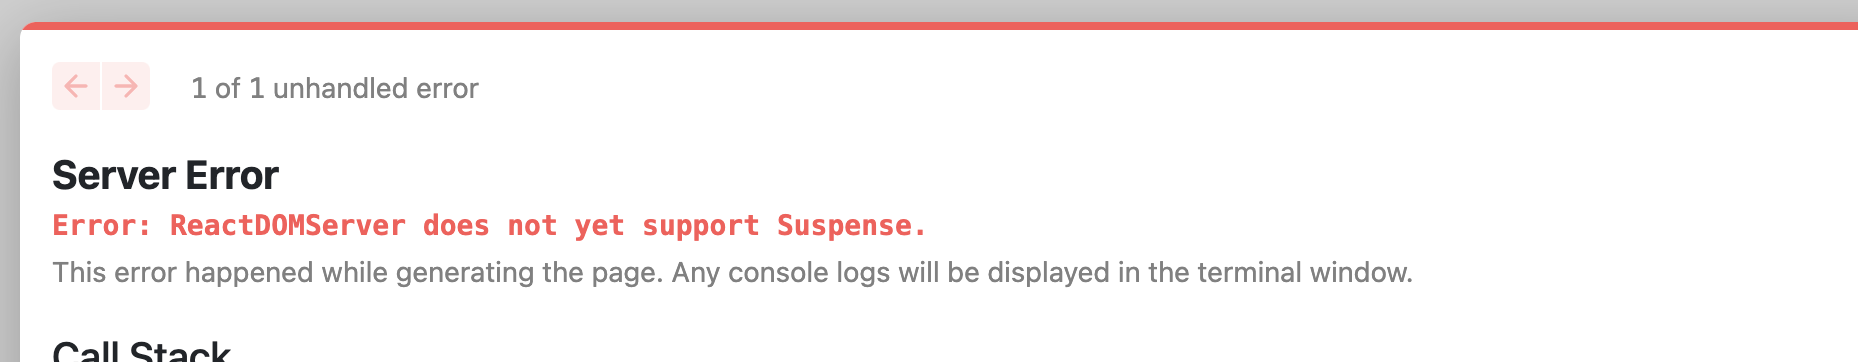 1 of 1 unhandled error
Server Error
Error: ReactDOMServer does not yet support Suspense.
This error happened while generating the page. Any console logs will be displayed in the terminal window.
Call Stack